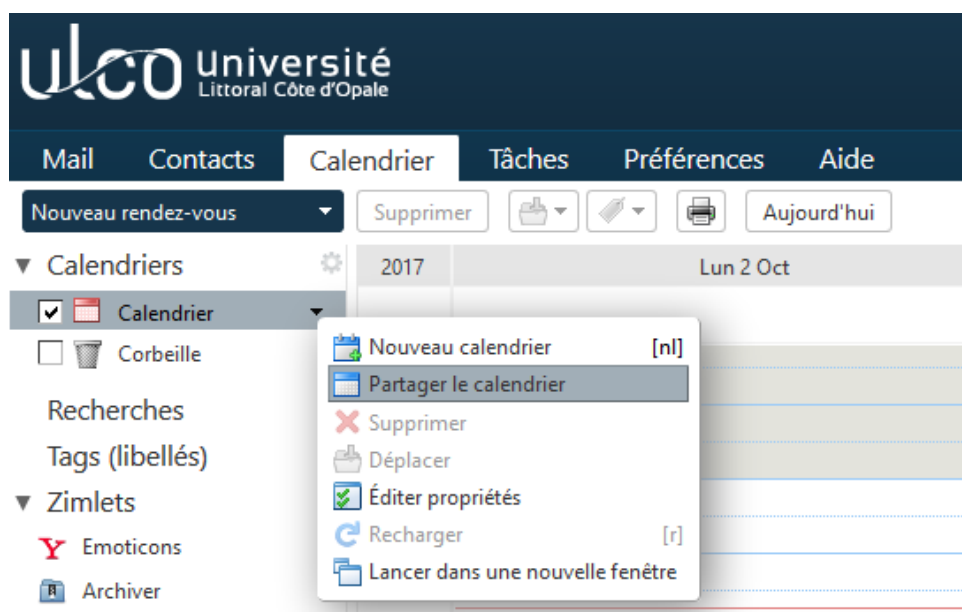 ulco Université
Littoral Côte d'Opale
Mail Contacts Calendrier Tâches Préférences Aide
Nouveau rendez-vous Supprimer Aujourd'hui
Calendriers 2017 Lun 2 Oct
Calendrier
Corbeille
Nouveau calendrier [nl]
Partager le calendrier
Supprimer
Déplacer
Éditer propriétés
Recharger [r]
Lancer dans une nouvelle fenêtre
Recherches
Tags (libellés)
Zimlets
Emoticons
Archiver